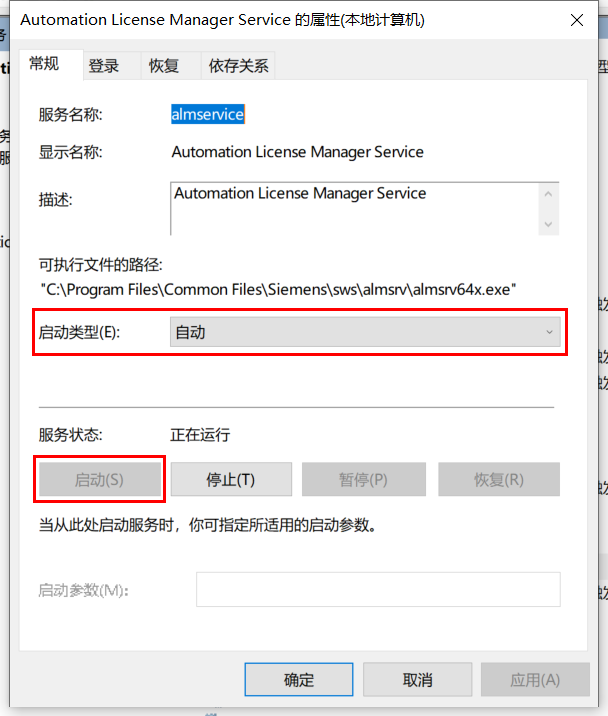 Automation License Manager Service 的属性(本地计算机)
常规 登录 恢复 依存关系
服务名称: almservice
显示名称: Automation License Manager Service
描述: Automation License Manager Service
可执行文件的路径:
"C:\Program Files\Common Files\Siemens\sws\almsrv\almsrv64x.exe"
启动类型(E): 自动
服务状态: 正在运行
启动(S) 停止(T) 暂停(P) 恢复(R)
当从此处启动服务时，你可指定所适用的启动参数。
启动参数(M):
确定 取消 应用(A)